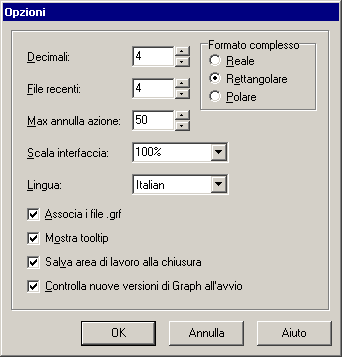 Opzioni
Decimali:
4
Formato complesso
Reale
Rettangolare
Polare
File recenti:
4
Max annulla azione:
50
Scala interfaccia:
100%
Lingua:
Italian
Associa i file .grf
Mostra tooltip
Salva area di lavoro alla chiusura
Controlla nuove versioni di Graph all'avvio
OK
Annulla
Aiuto